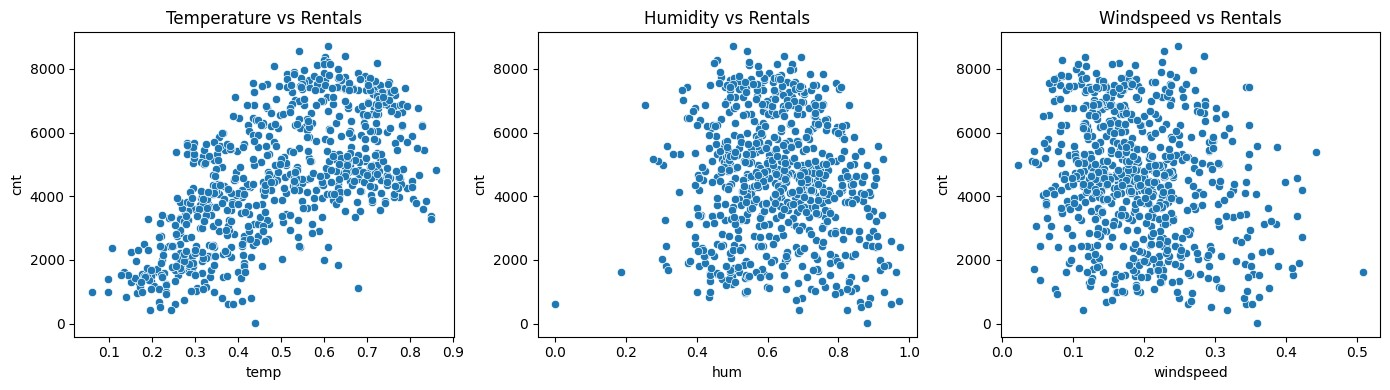 Temperature vs Rentals
8000
6000
4000
2000
0
cnt
0.1 0.2 0.3 0.4 0.5 0.6 0.7 0.8 0.9
temp
Humidity vs Rentals
8000
6000
4000
2000
0
cnt
0.0 0.2 0.4 0.6 0.8 1.0
hum
Windspeed vs Rentals
8000
6000
4000
2000
0
cnt
0.0 0.1 0.2 0.3 0.4 0.5
windspeed